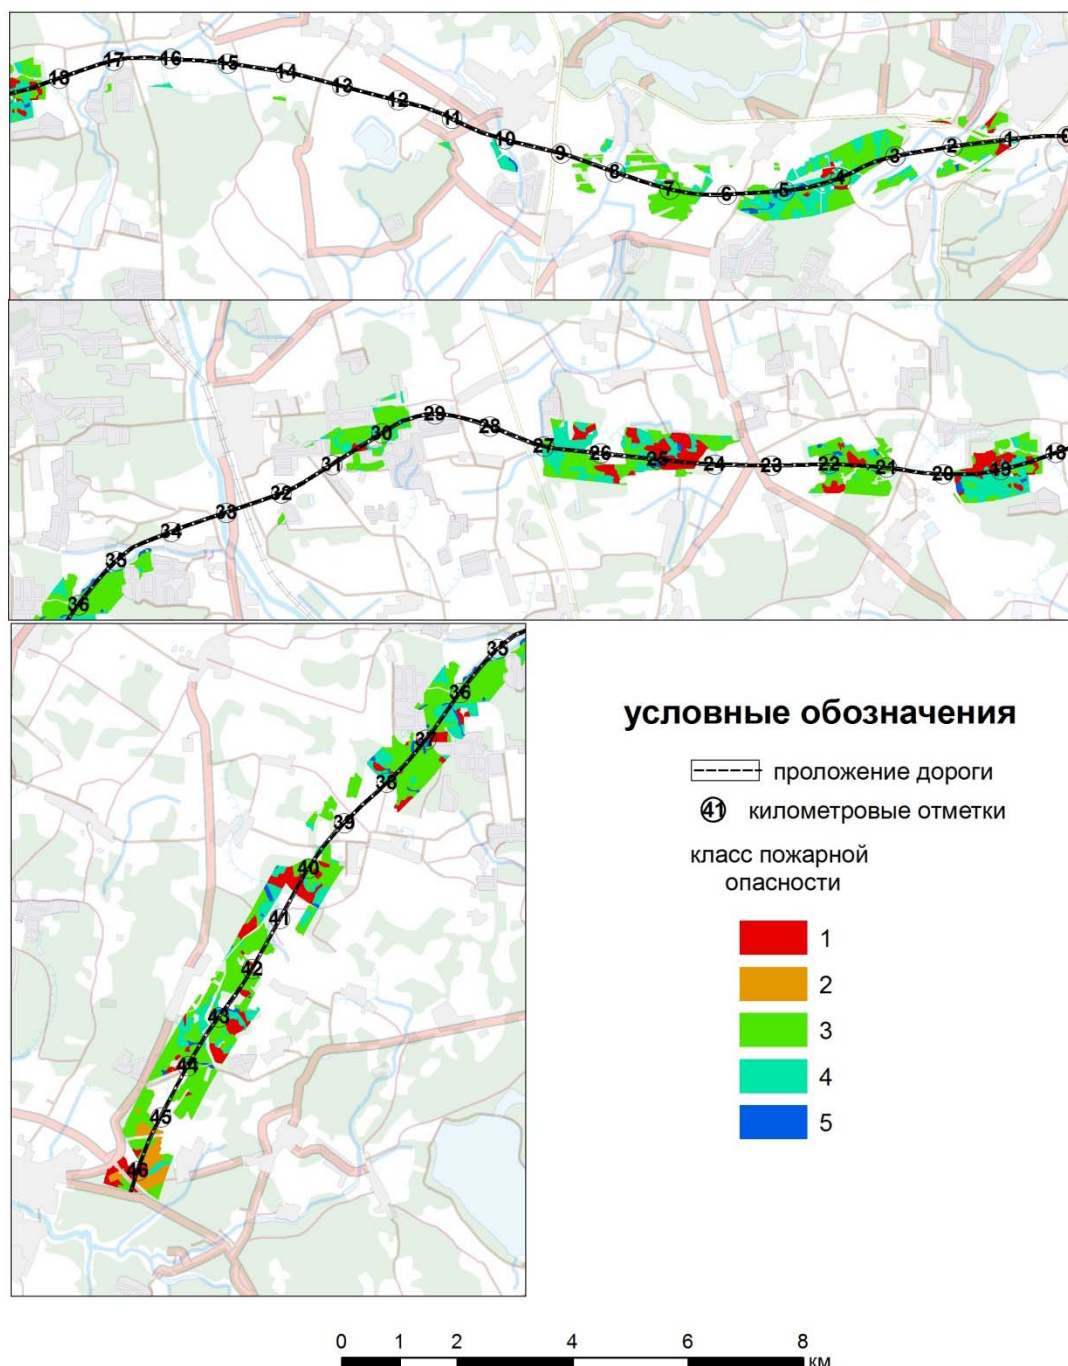 18 17 16 15 14 13 12 11 10 9 8 7 6 5 4 3 2 1 0
36 35 34 33 32 31 30 29 28 27 26 25 24 23 22 21 20 19 18
35
36
37
38
39
40
41
42
43
44
45
46
условные обозначения
проложение дороги
41 километровые отметки
класс пожарной
опасности
1
2
3
4
5
0 1 2 4 6 8
км